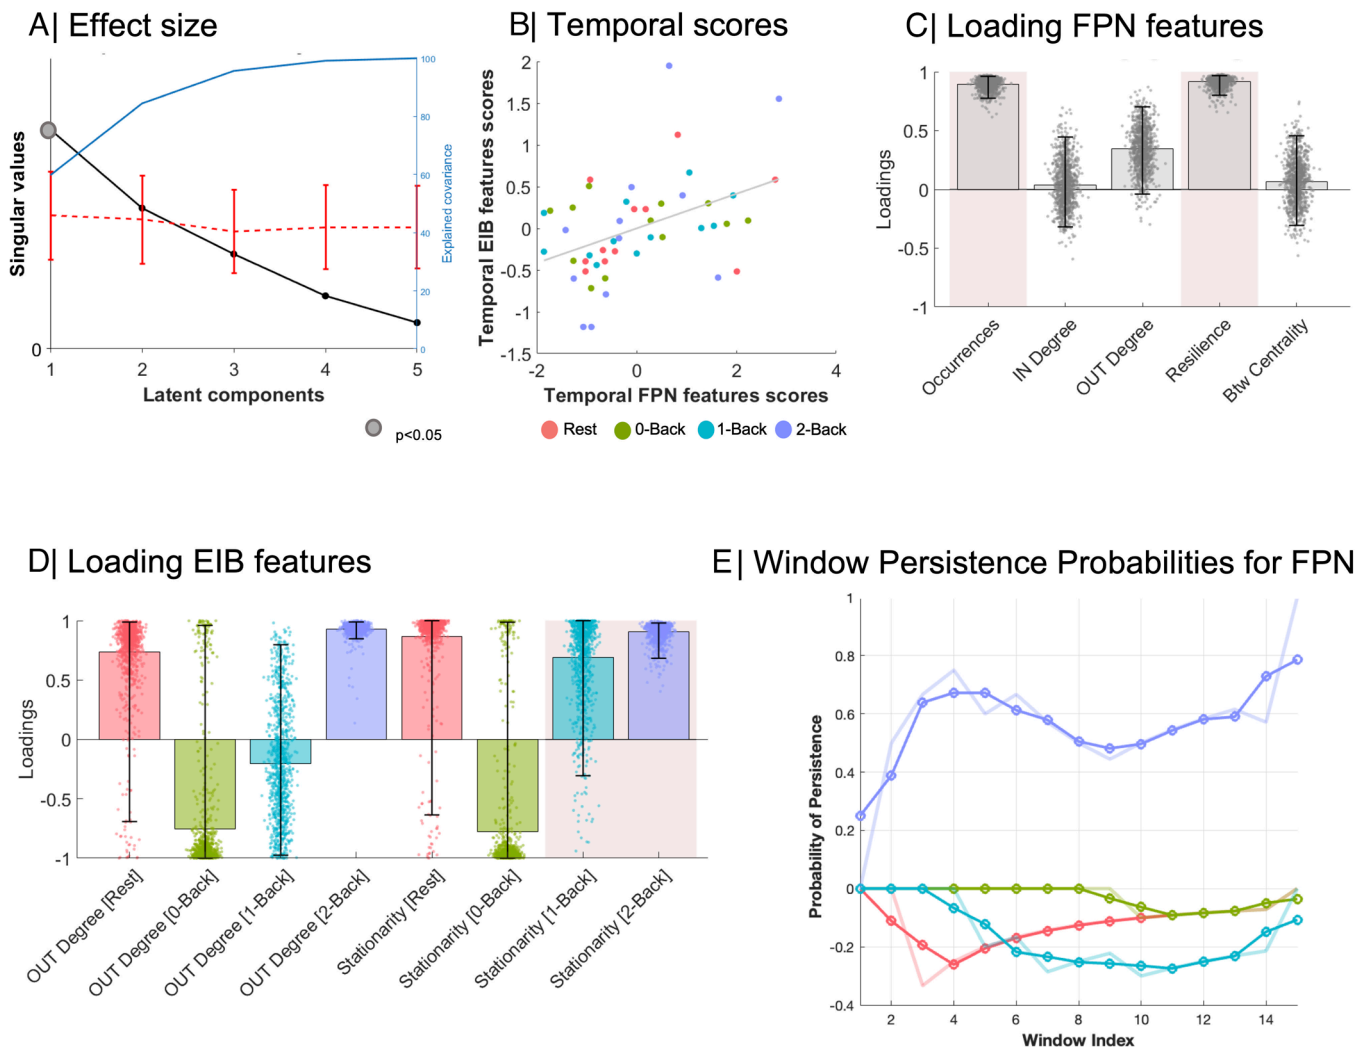 A| Effect size
Singular values
0
1 2 3 4 5
Latent components
100
80
60
40
20
0
Explained covariance
p<0.05
B| Temporal scores
Temporal EIB features scores
2
1.5
1
0.5
0
-0.5
-1
-1.5
-2 0 2 4
Temporal FPN features scores
Rest 0-Back 1-Back 2-Back
C| Loading FPN features
Loadings
1
0.5
0
-0.5
-1
Occurrences
IN Degree
OUT Degree
Resilience
Btw Centrality
D| Loading EIB features
Loadings
1
0.5
0
-0.5
-1
OUT Degree [Rest]
OUT Degree [0-Back]
OUT Degree [1-Back]
OUT Degree [2-Back]
Stationarity [Rest]
Stationarity [0-Back]
Stationarity [1-Back]
Stationarity [2-Back]
E| Window Persistence Probabilities for FPN
Probability of Persistence
1
0.8
0.6
0.4
0.2
0
-0.2
-0.4
2 4 6 8 10 12 14
Window Index